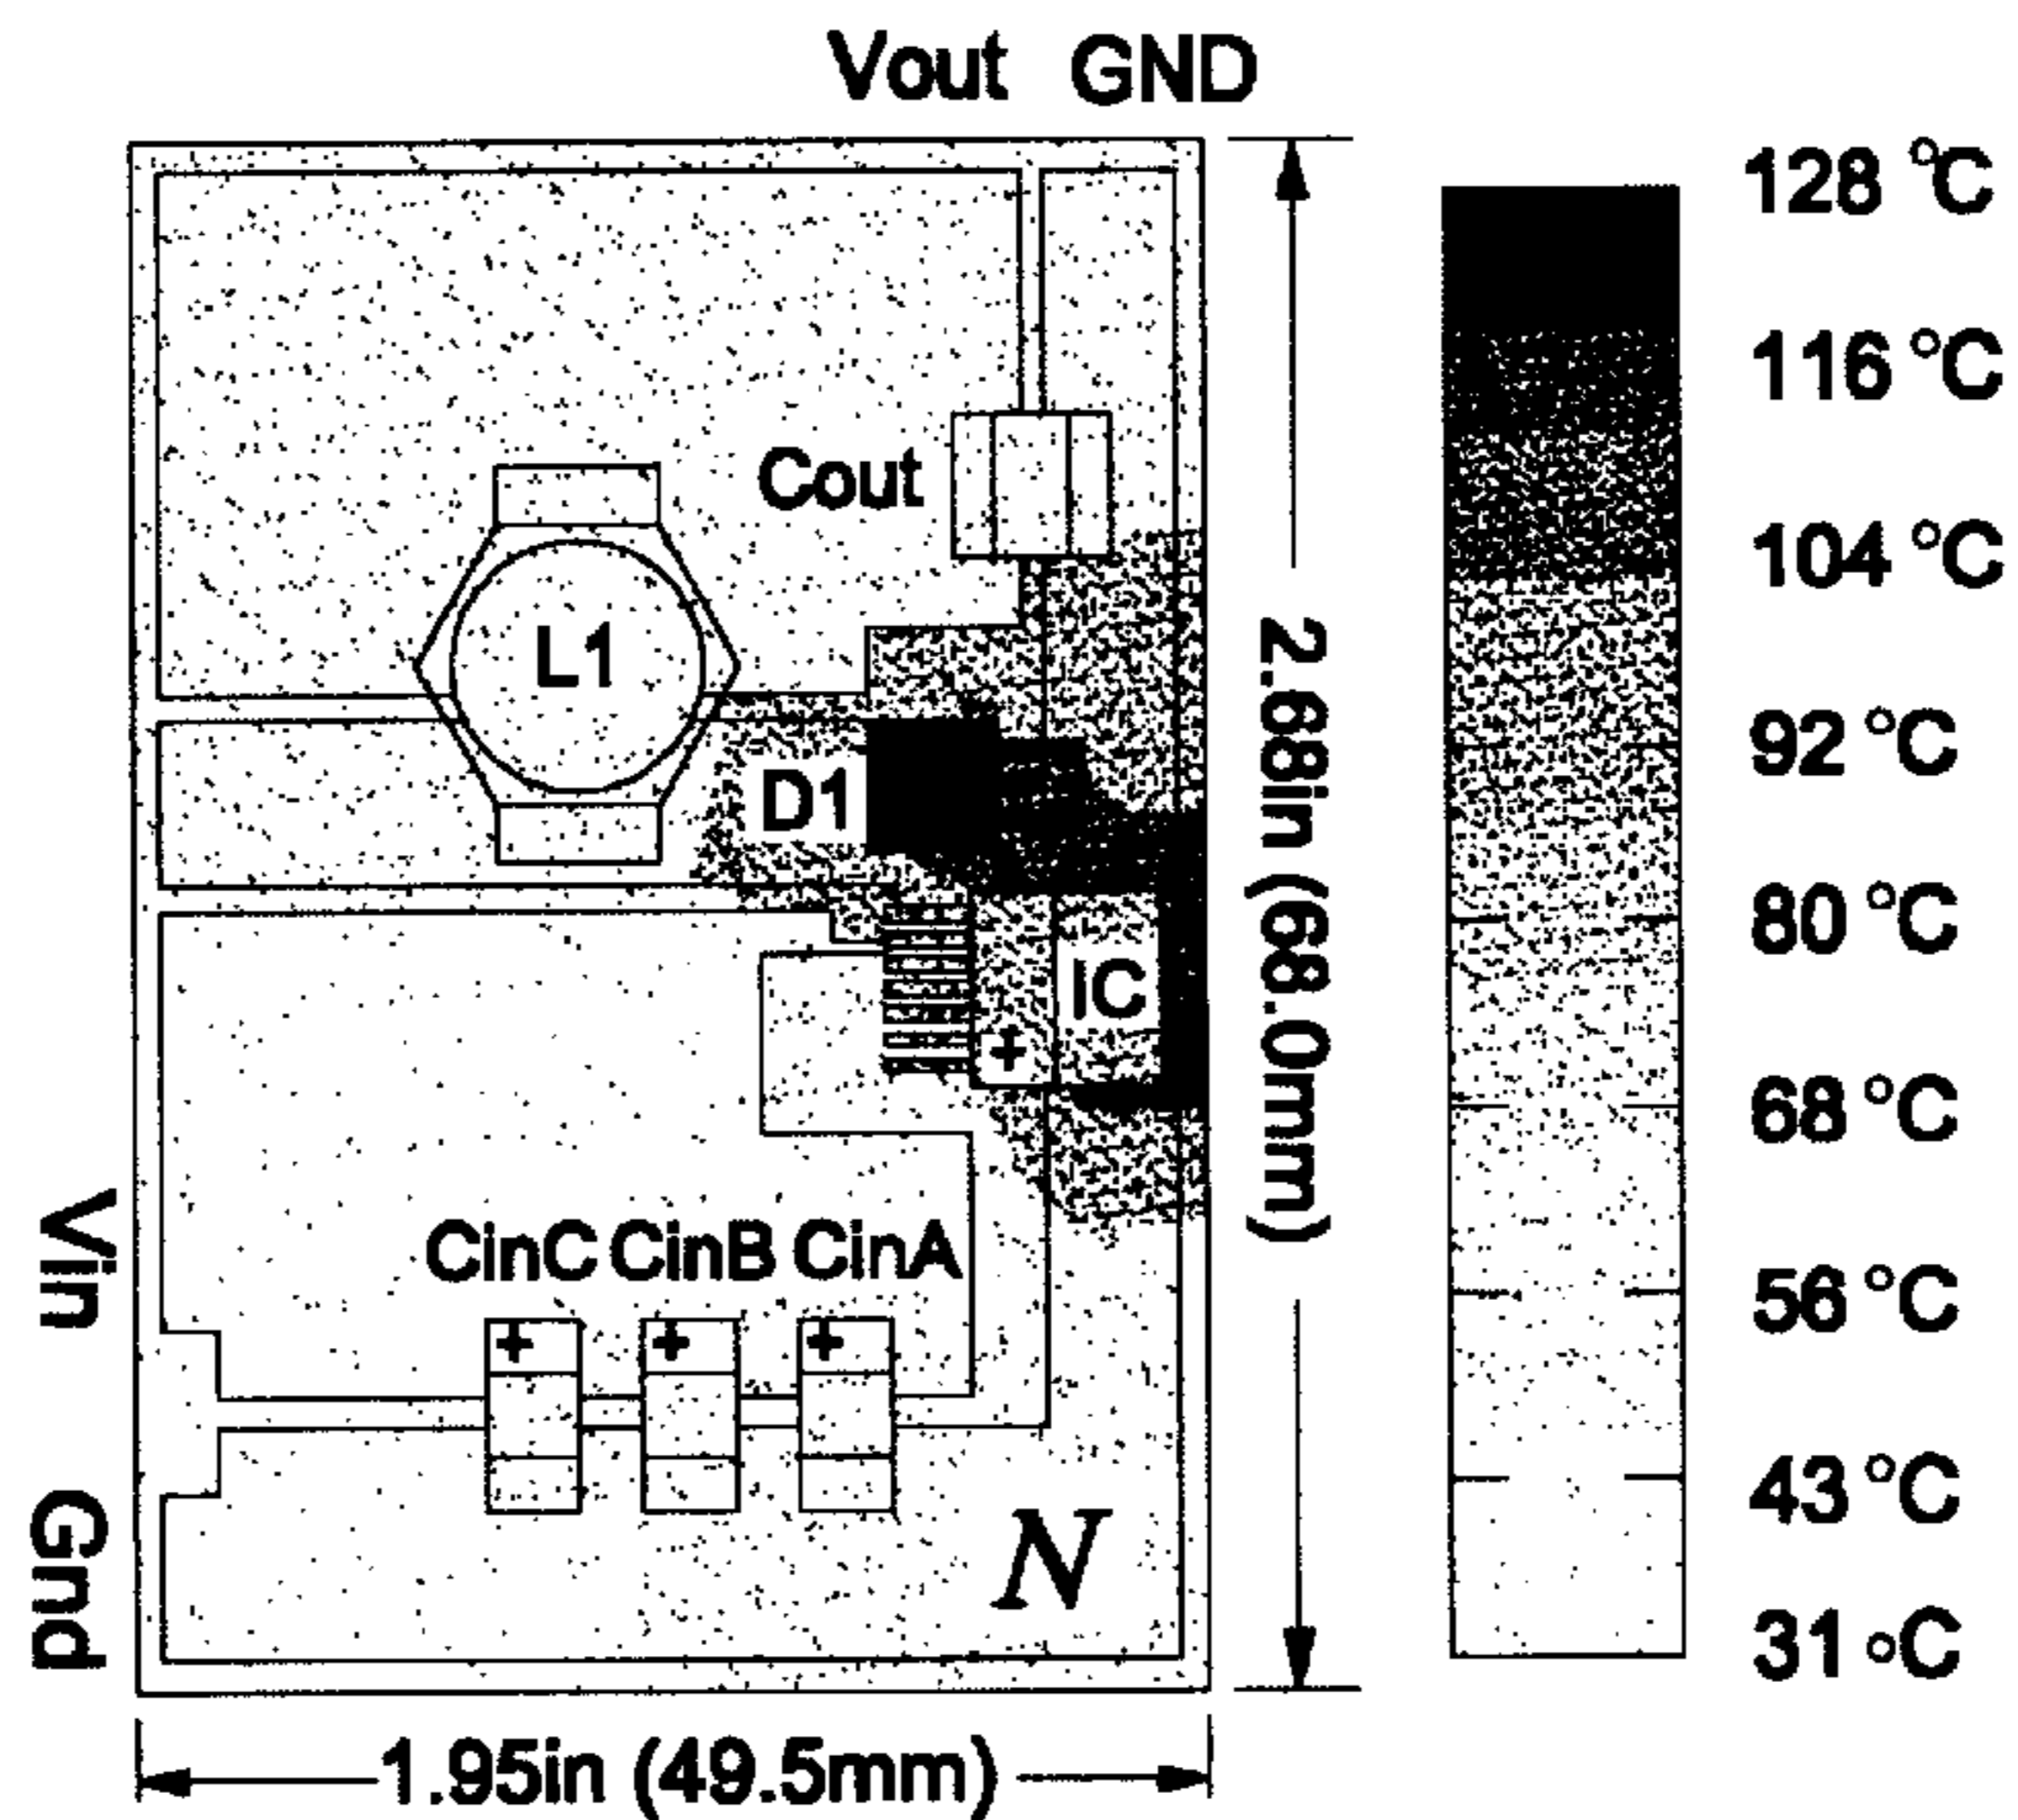 Vout GND
Cout
L1
D1
IC
+
CinC CinB CinA
+ + +
N
Vin
Gnd
2.68in (68.0mm)
1.95in (49.5mm)
128 °C
116 °C
104 °C
92 °C
80 °C
68 °C
56 °C
43 °C
31 °C